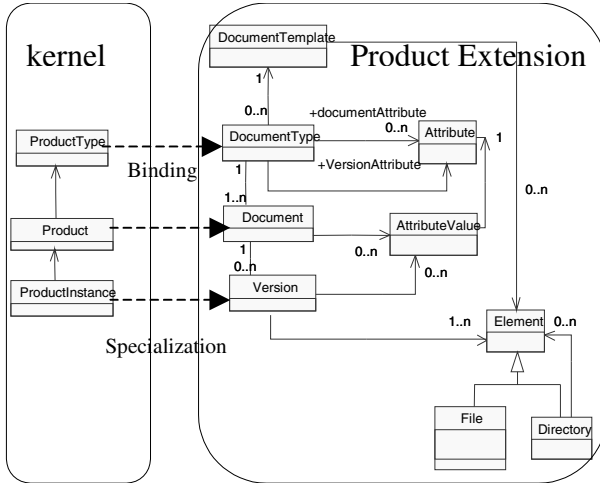 DocumentTemplate
kernel
Product Extension
1
0..n
+documentAttribute
ProductType
DocumentType
0..n
Attribute
1
Binding
+VersionAttribute
1
1..n
0..n
Product
Document
AttributeValue
1
0..n
0..n
0..n
ProductInstance
Version
Specialization
1..n
Element
0..n
File
Directory